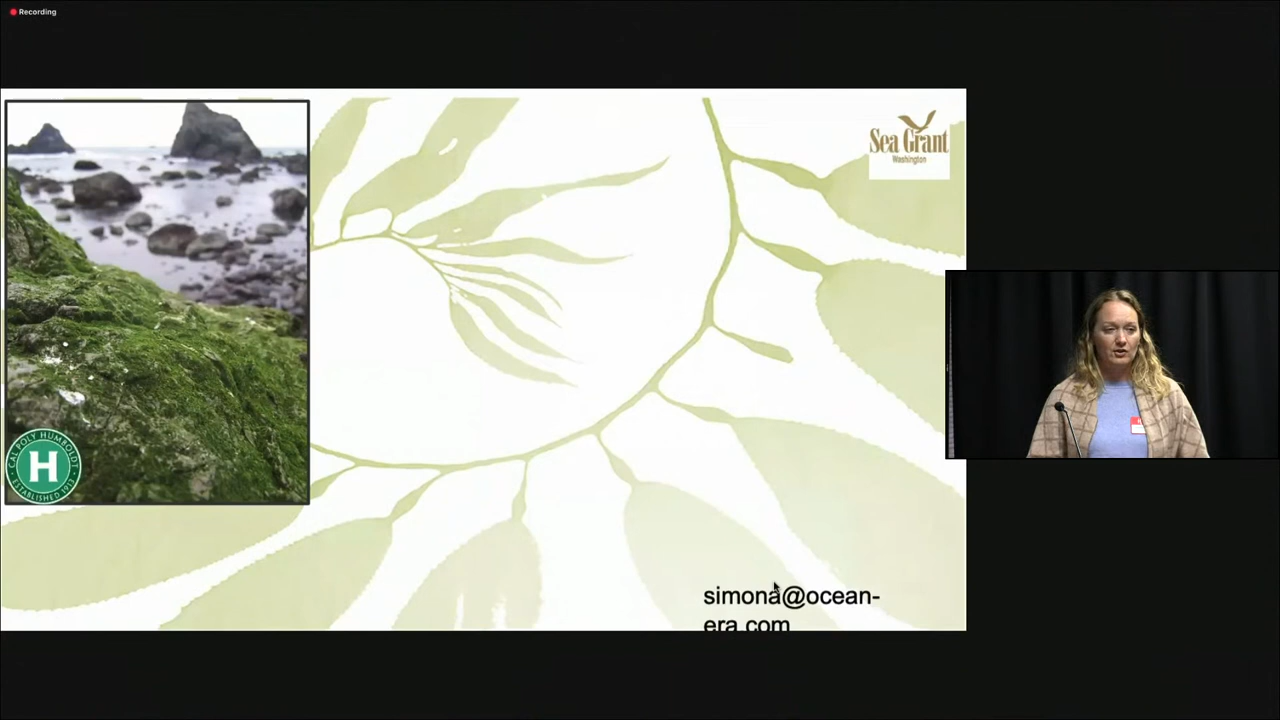 Recording
Sea Grant
Washington
CAL POLY HUMBOLDT
H
ESTABLISHED 1913
simona@ocean-
era.com